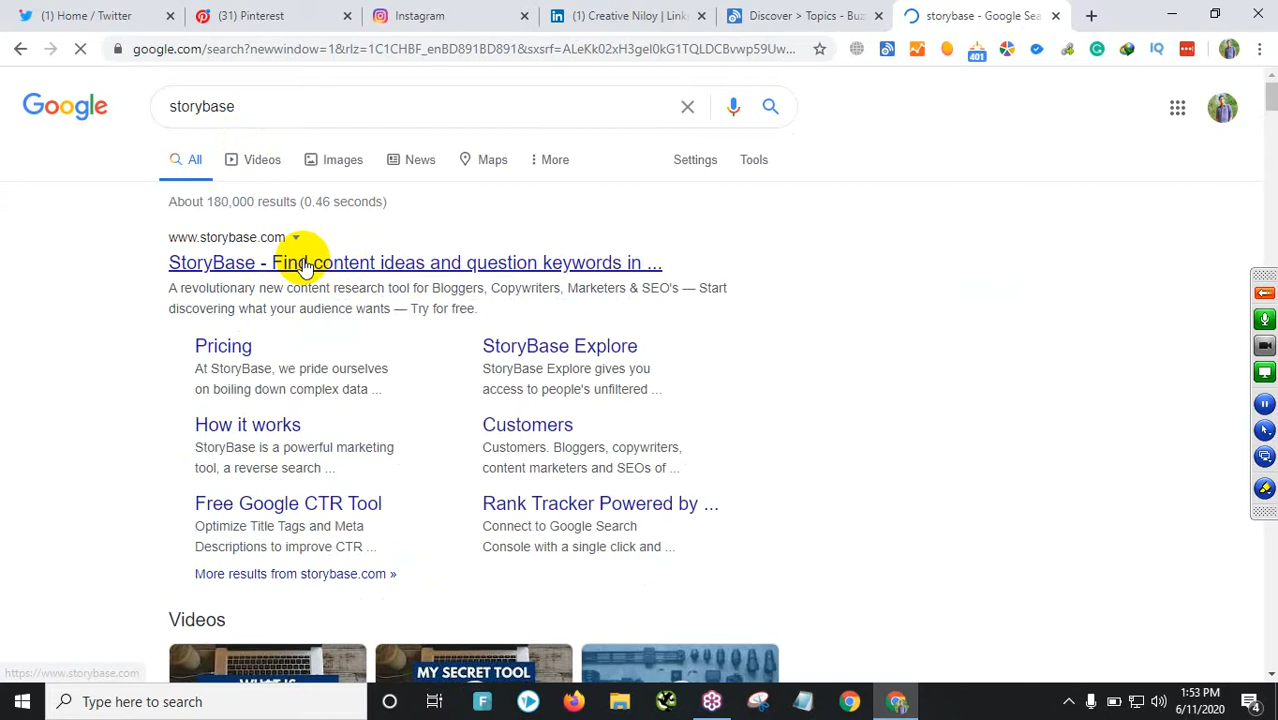 (1) Home / Twitter
(31) Pinterest
Instagram
(1) Creative Niloy | Link
Discover > Topics - Buz
storybase - Google Sea
google.com/search?newwindow=1&rlz=1C1CHBF_enBD891BD891&sxsrf=ALeKk02xH3gel0kG1TQLDCBvwp59Uw...
401
IQ
Google
storybase
All
Videos
Images
News
Maps
More
Settings
Tools
About 180,000 results (0.46 seconds)
www.storybase.com
StoryBase - Find content ideas and question keywords in ...
A revolutionary new content research tool for Bloggers, Copywriters, Marketers & SEO's — Start
discovering what your audience wants — Try for free.
Pricing
At StoryBase, we pride ourselves
on boiling down complex data ...
StoryBase Explore
StoryBase Explore gives you
access to people's unfiltered ...
How it works
StoryBase is a powerful marketing
tool, a reverse search ...
Customers
Customers. Bloggers, copywriters,
content marketers and SEOs of ...
Free Google CTR Tool
Optimize Title Tags and Meta
Descriptions to improve CTR ...
Rank Tracker Powered by ...
Connect to Google Search
Console with a single click and ...
More results from storybase.com »
Videos
WHAT IS
MY SECRET TOOL
https://www.storybase.com
Type here to search
F
1:53 PM
6/11/2020
4